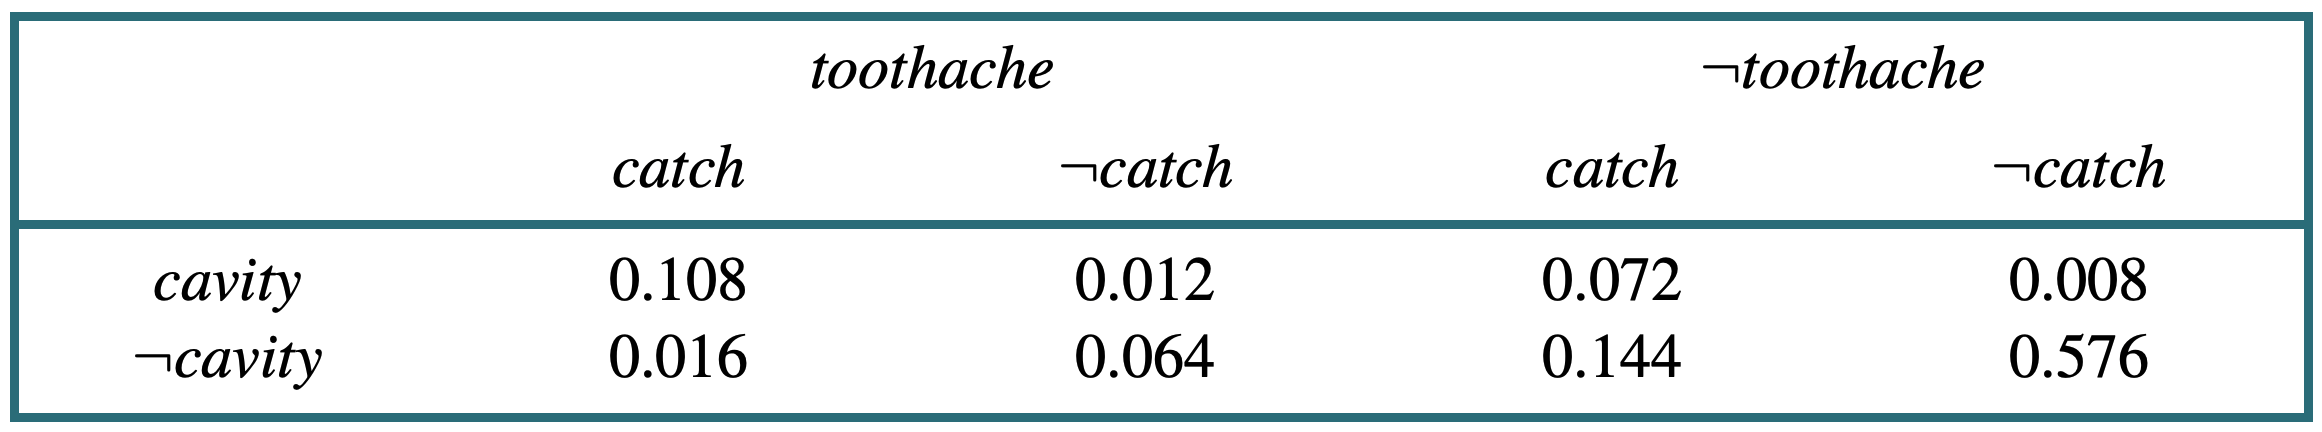 toothache ¬toothache
catch ¬catch catch ¬catch
cavity 0.108 0.012 0.072 0.008
¬cavity 0.016 0.064 0.144 0.576